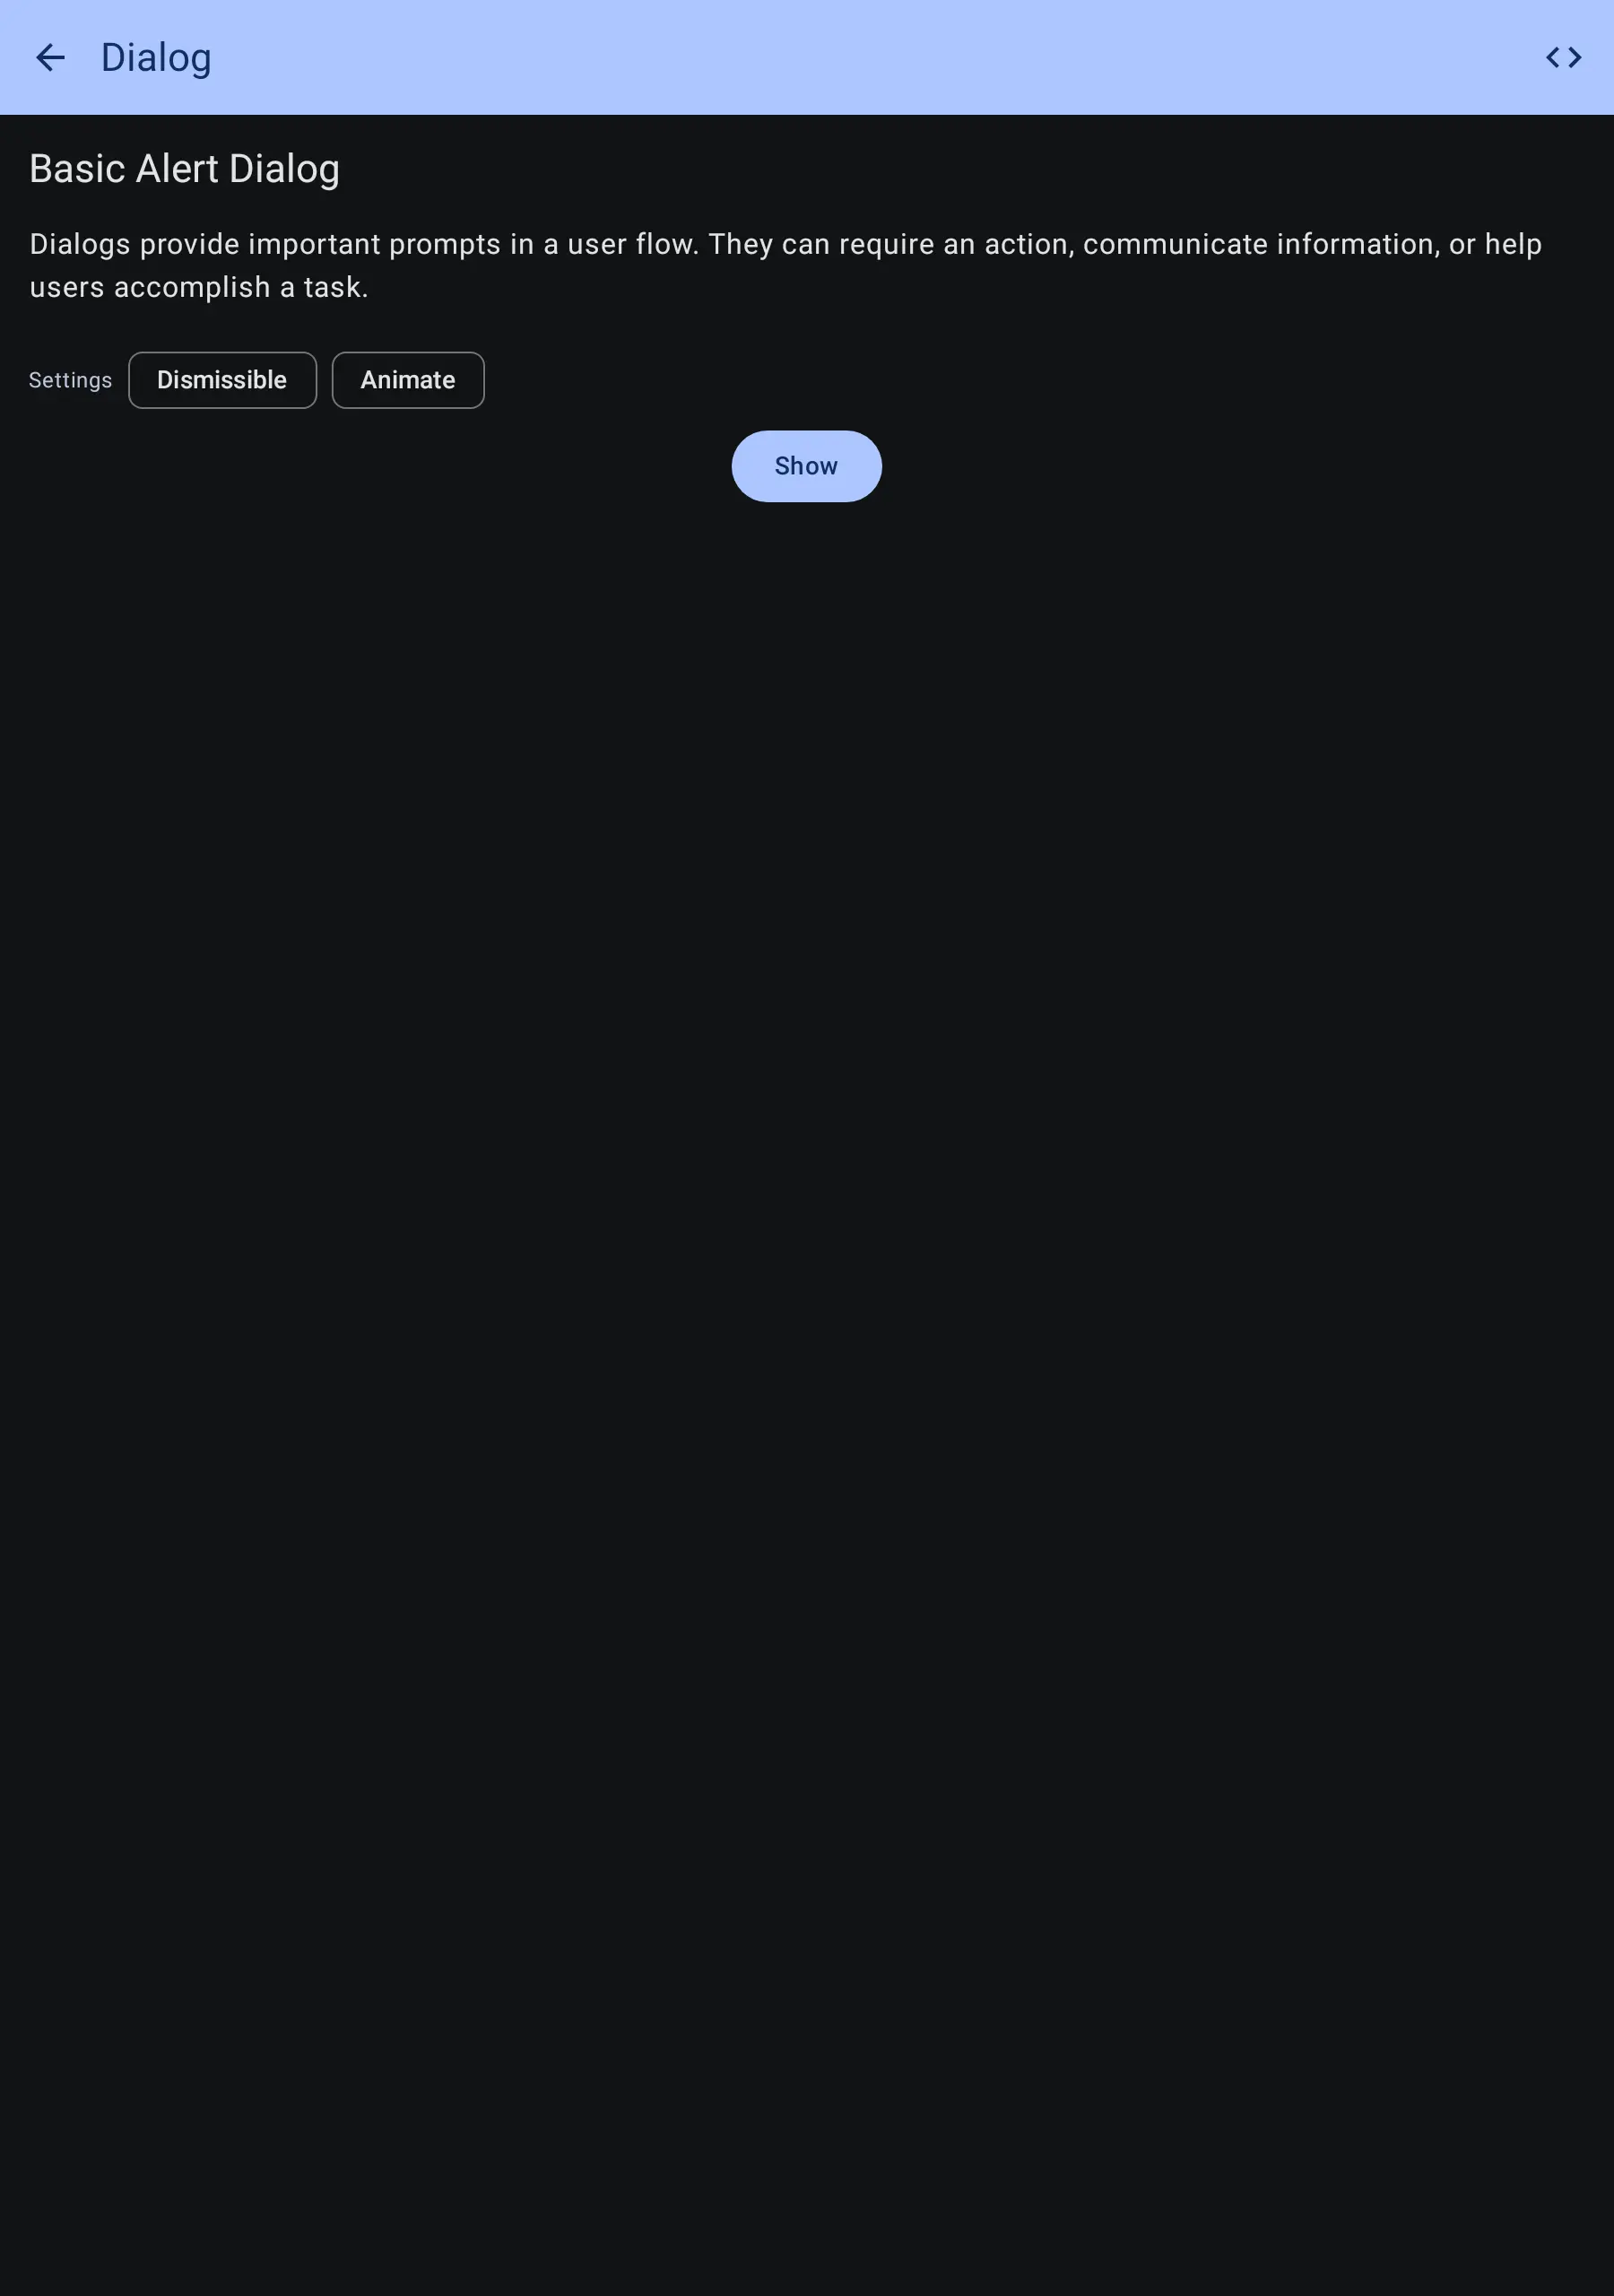 Dialog
Basic Alert Dialog
Dialogs provide important prompts in a user flow. They can require an action, communicate information, or help
users accomplish a task.
Settings
Dismissible
Animate
Show